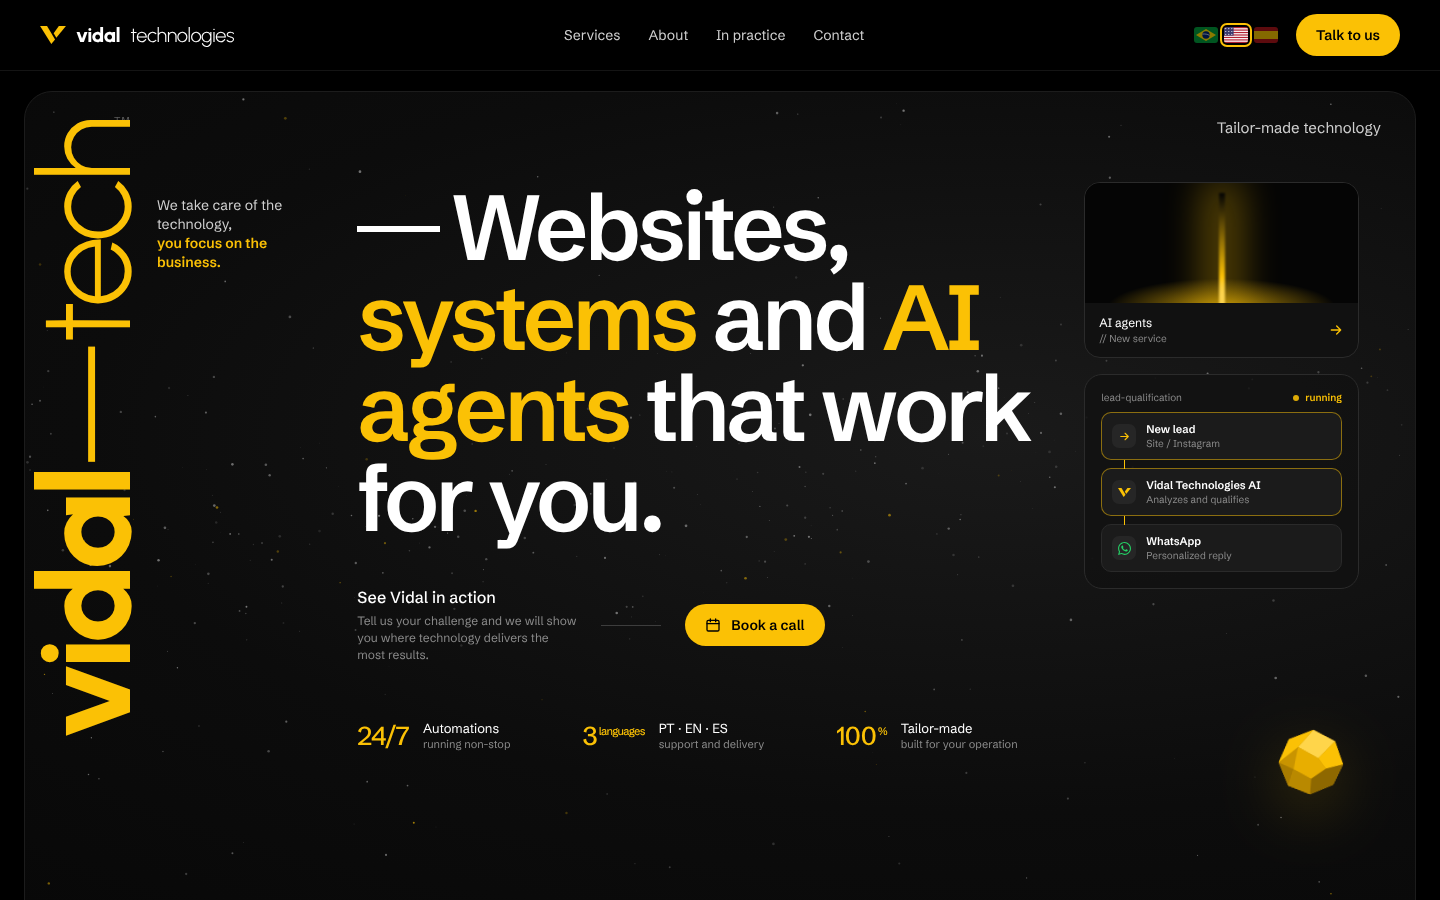 vidal technologies
Services
About
In practice
Contact
Talk to us
vidal—tech
TM
We take care of the
technology,
you focus on the
business.
— Websites,
systems and AI
agents that work
for you.
See Vidal in action
Tell us your challenge and we will show
you where technology delivers the
most results.
Book a call
24/7
Automations
running non-stop
3 languages
PT · EN · ES
support and delivery
100%
Tailor-made
built for your operation
Tailor-made technology
AI agents
// New service
lead-qualification
running
New lead
Site / Instagram
Vidal Technologies AI
Analyzes and qualifies
WhatsApp
Personalized reply